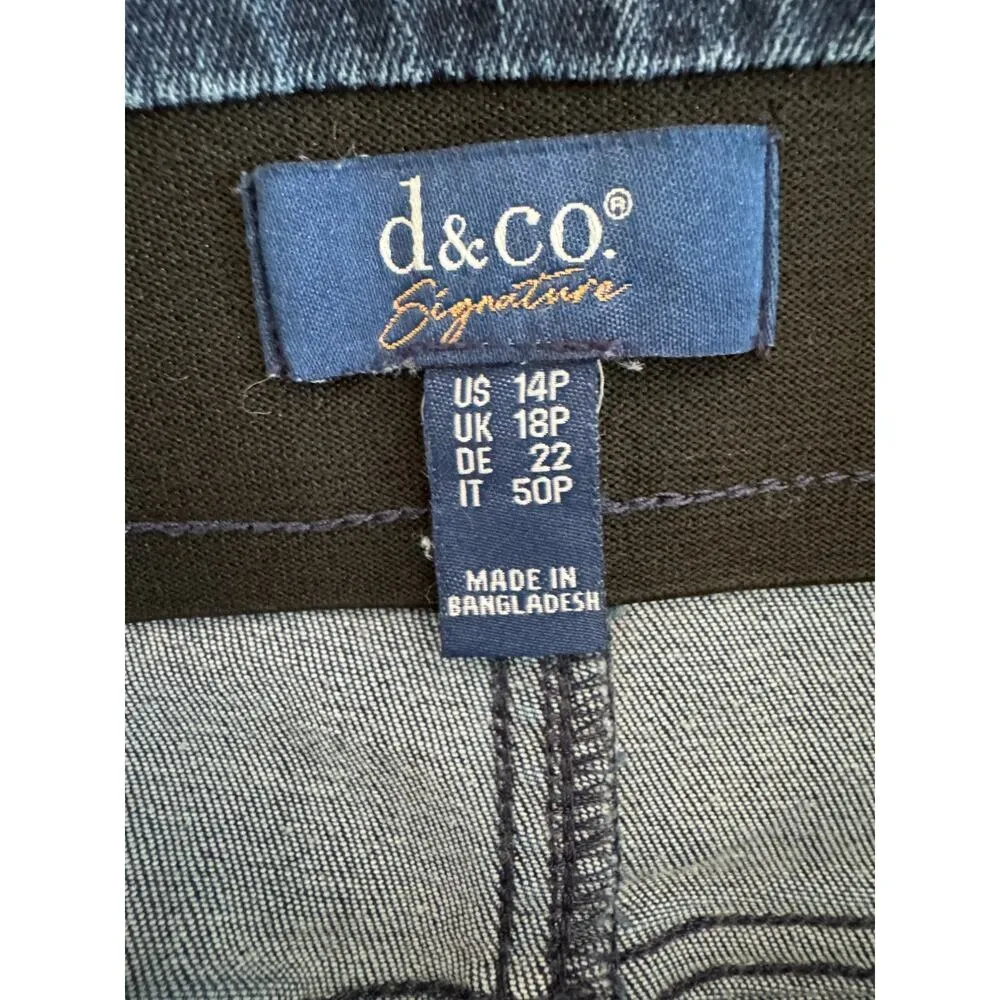 d&co.®
Signature
US 14P
UK 18P
DE 22
IT 50P
MADE IN
BANGLADESH